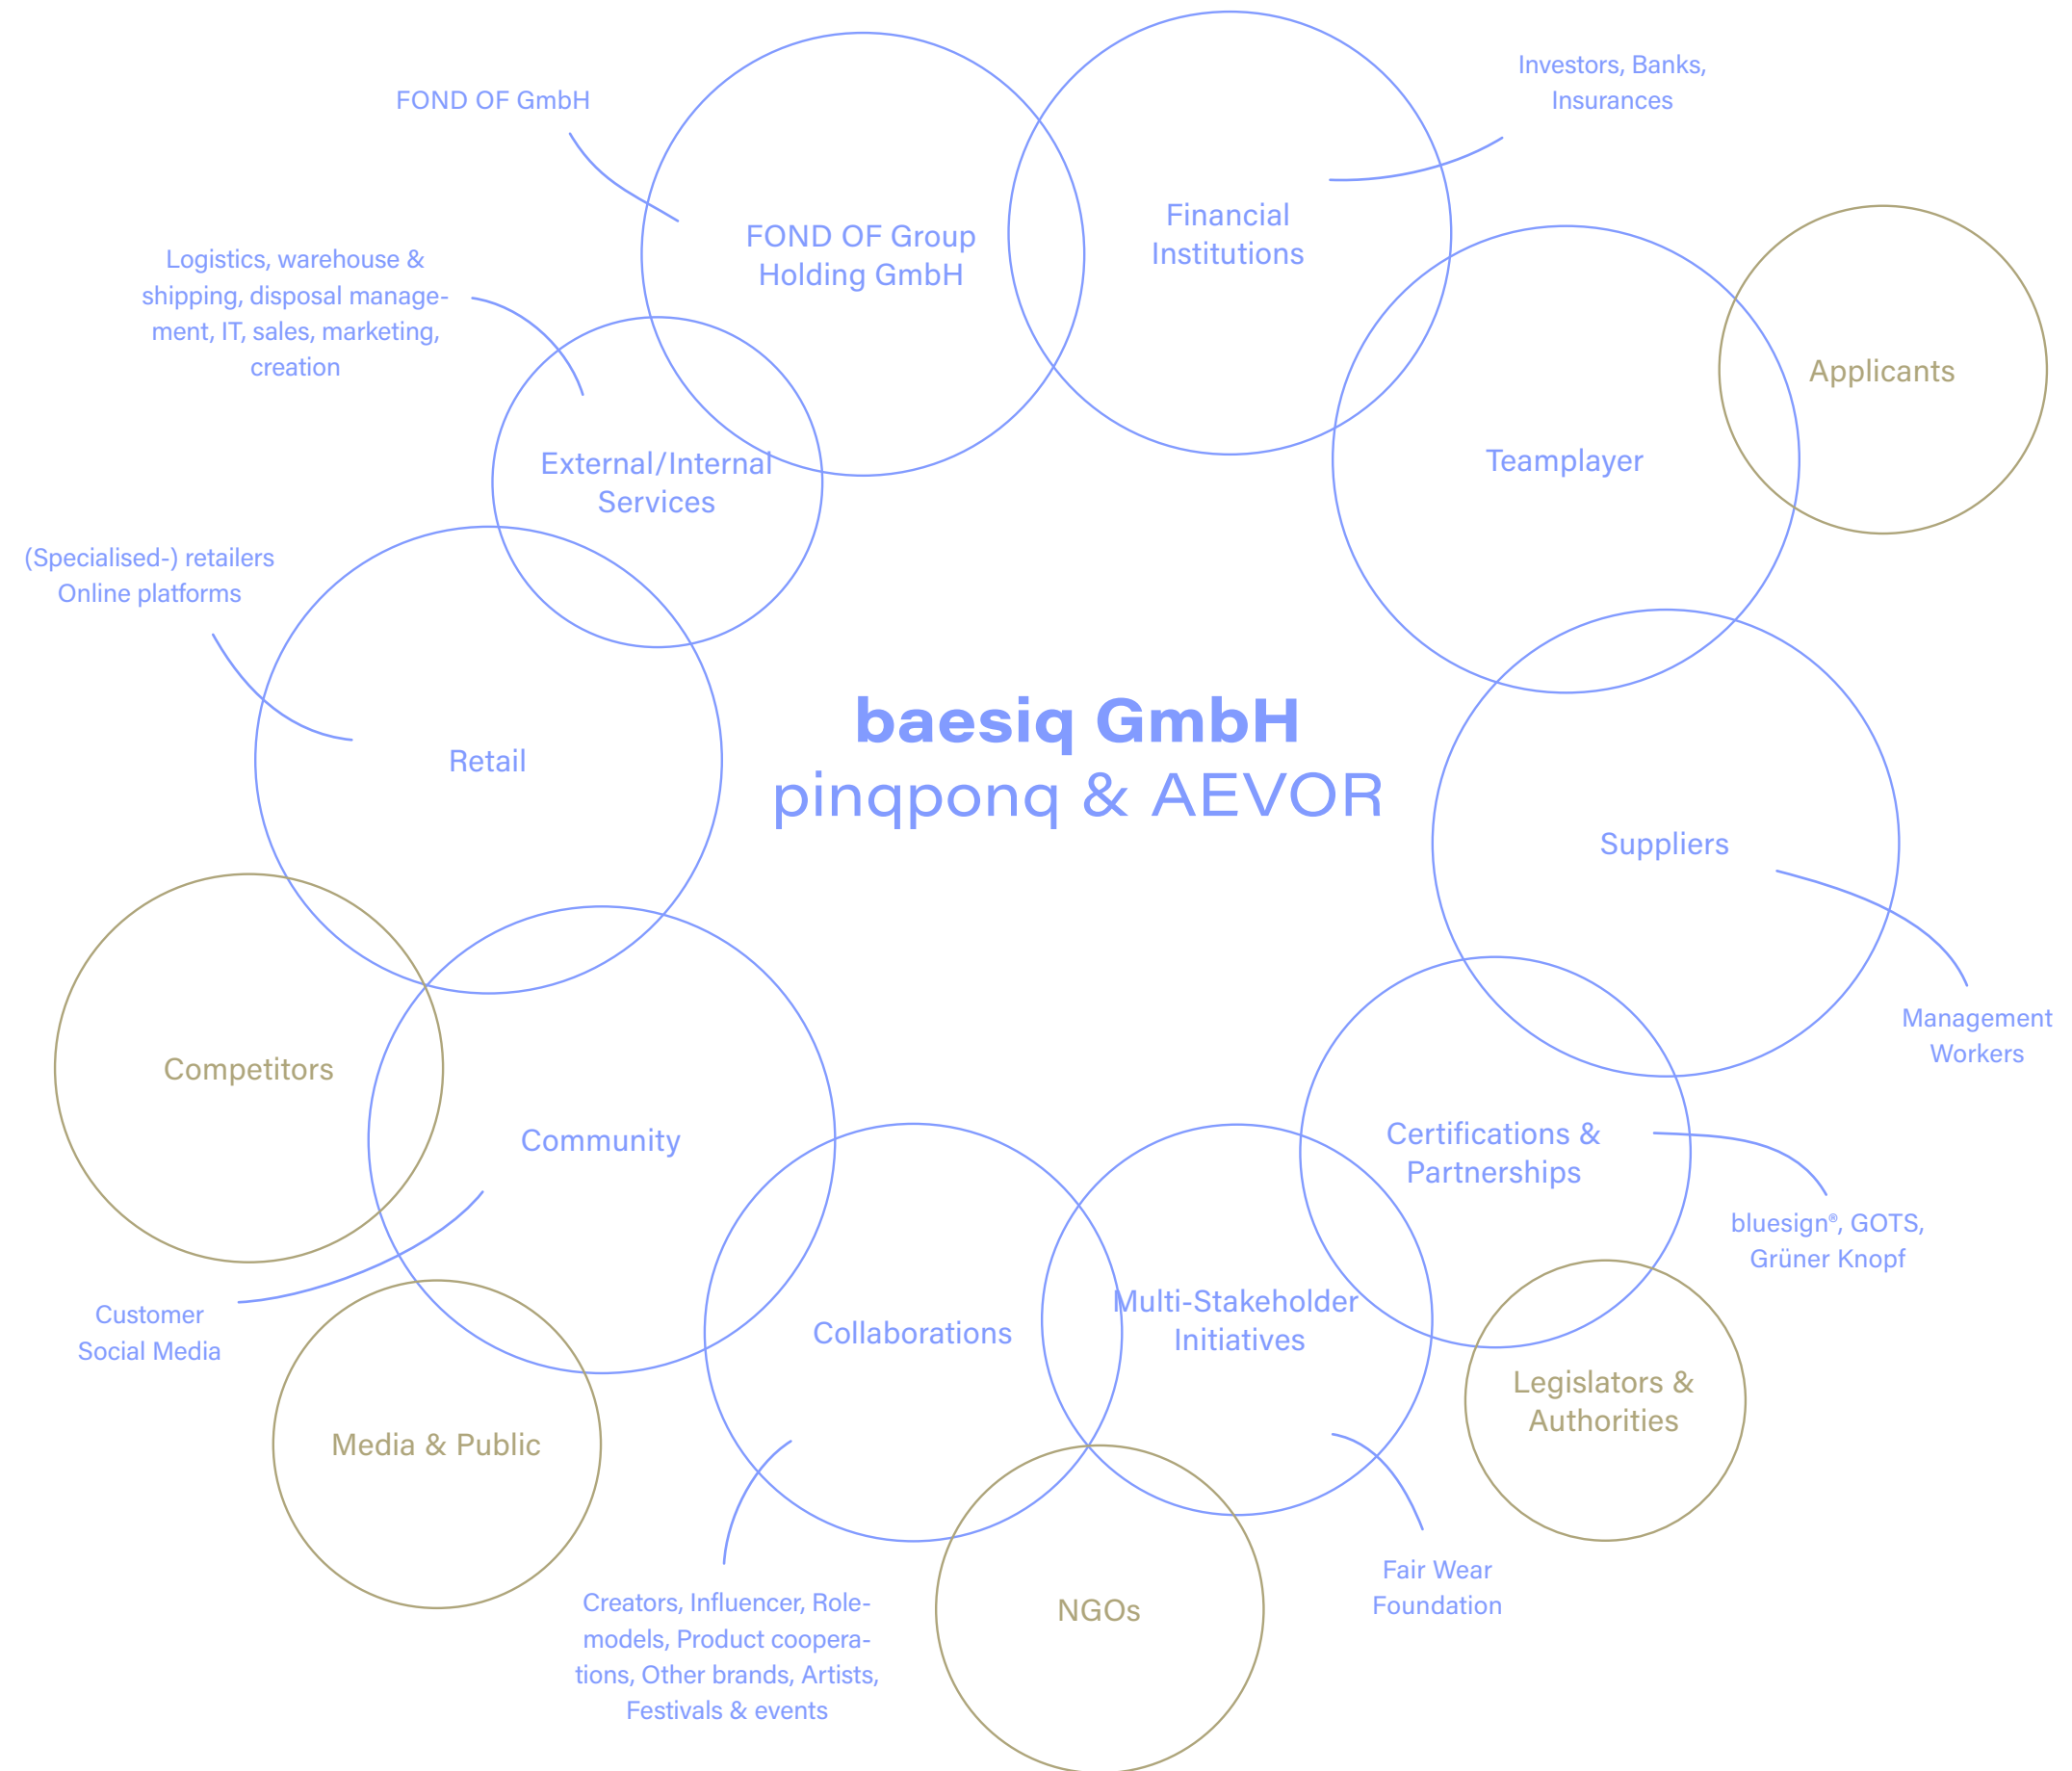 FOND OF GmbH
Investors, Banks,
Insurances
FOND OF Group
Holding GmbH
Financial
Institutions
Logistics, warehouse &
shipping, disposal manage-
ment, IT, sales, marketing,
creation
Applicants
External/Internal
Services
Teamplayer
(Specialised-) retailers
Online platforms
Retail
baesiq GmbH
pinqponq & AEVOR
Suppliers
Management
Workers
Competitors
Community
Certifications &
Partnerships
bluesign®, GOTS,
Grüner Knopf
Customer
Social Media
Collaborations
Multi-Stakeholder
Initiatives
Legislators &
Authorities
Media & Public
Creators, Influencer, Role-
models, Product coopera-
tions, Other brands, Artists,
Festivals & events
NGOs
Fair Wear
Foundation